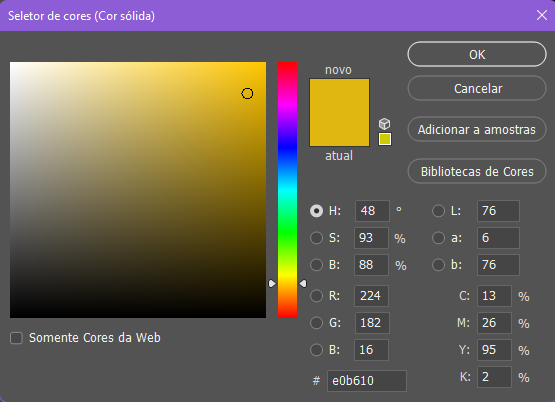 Seletor de cores (Cor sólida)
novo
atual
OK
Cancelar
Adicionar a amostras
Bibliotecas de Cores
H: 48 °
S: 93 %
B: 88 %
R: 224
G: 182
B: 16
# e0b610
L: 76
a: 6
b: 76
C: 13 %
M: 26 %
Y: 95 %
K: 2 %
Somente Cores da Web